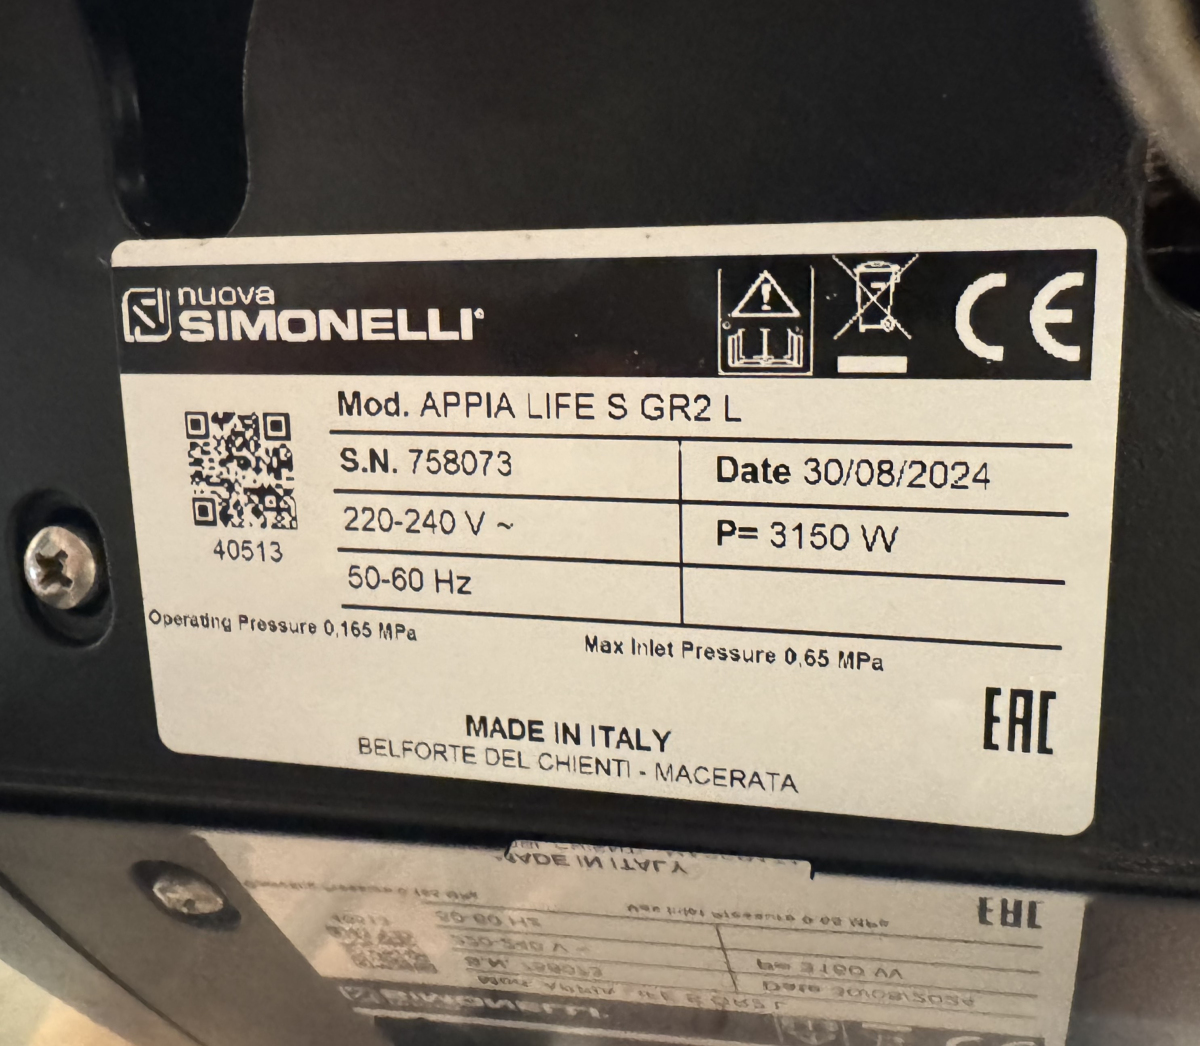 nuova
SIMONELLI®
CE
Mod. APPIA LIFE S GR2 L
S.N. 758073
Date 30/08/2024
220-240 V ~
P= 3150 W
40513
50-60 Hz
Operating Pressure 0,165 MPa
Max Inlet Pressure 0,65 MPa
EAC
MADE IN ITALY
BELFORTE DEL CHIENTI - MACERATA